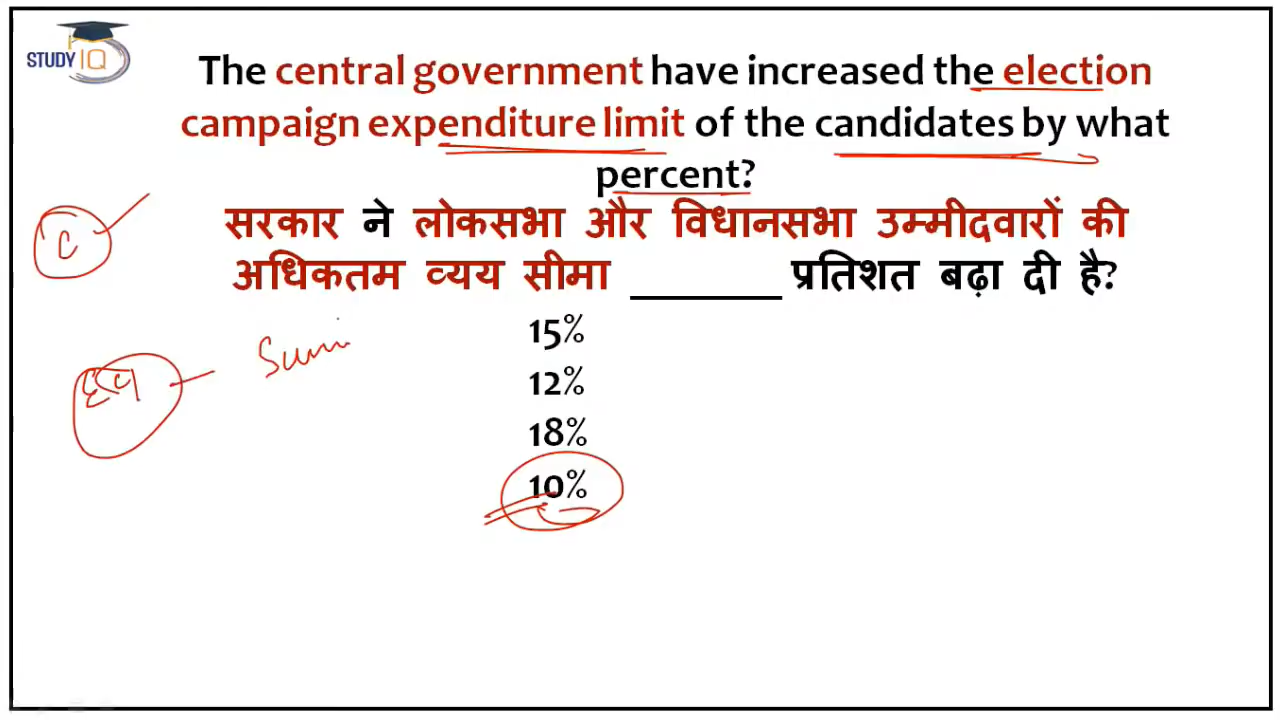 STUDY IQ
The central government have increased the election
campaign expenditure limit of the candidates by what
percent?
सरकार ने लोकसभा और विधानसभा उम्मीदवारों की
अधिकतम व्यय सीमा ______ प्रतिशत बढ़ा दी है?
C
15%
12%
18%
10%